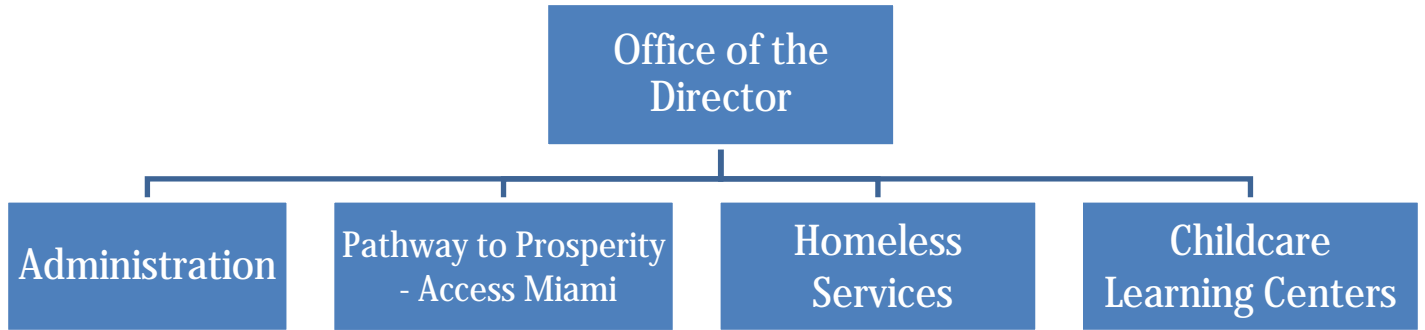 Office of the
Director
Administration
Pathway to Prosperity
- Access Miami
Homeless
Services
Childcare
Learning Centers